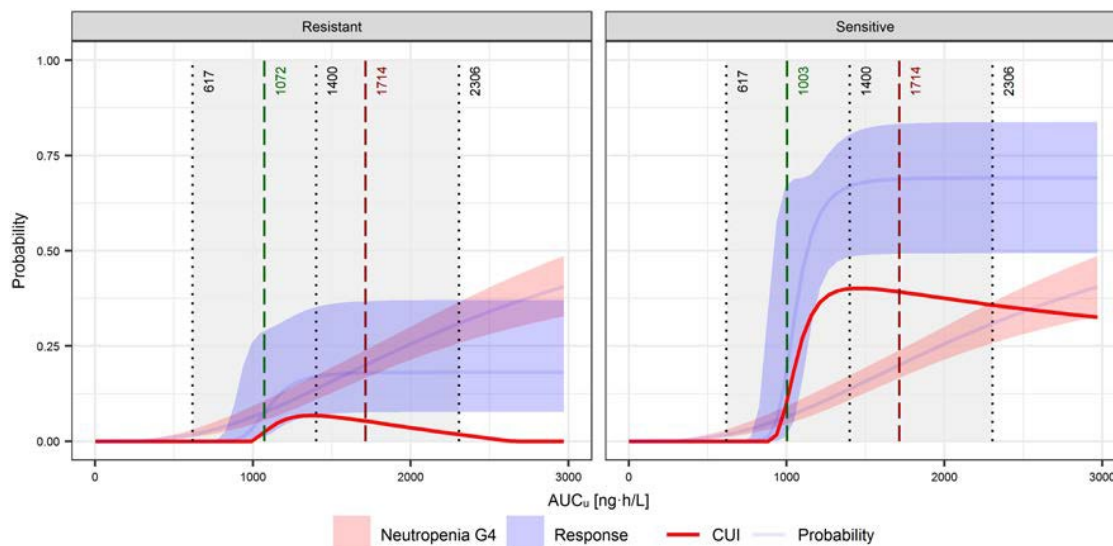 Resistant
Sensitive
1.00
0.75
0.50
0.25
0.00
Probability
617
1072
1400
1714
2306
617
1003
1400
1714
2306
0
1000
2000
3000
0
1000
2000
3000
AUCᵤ [ng·h/L]
Neutropenia G4
Response
CUI
Probability